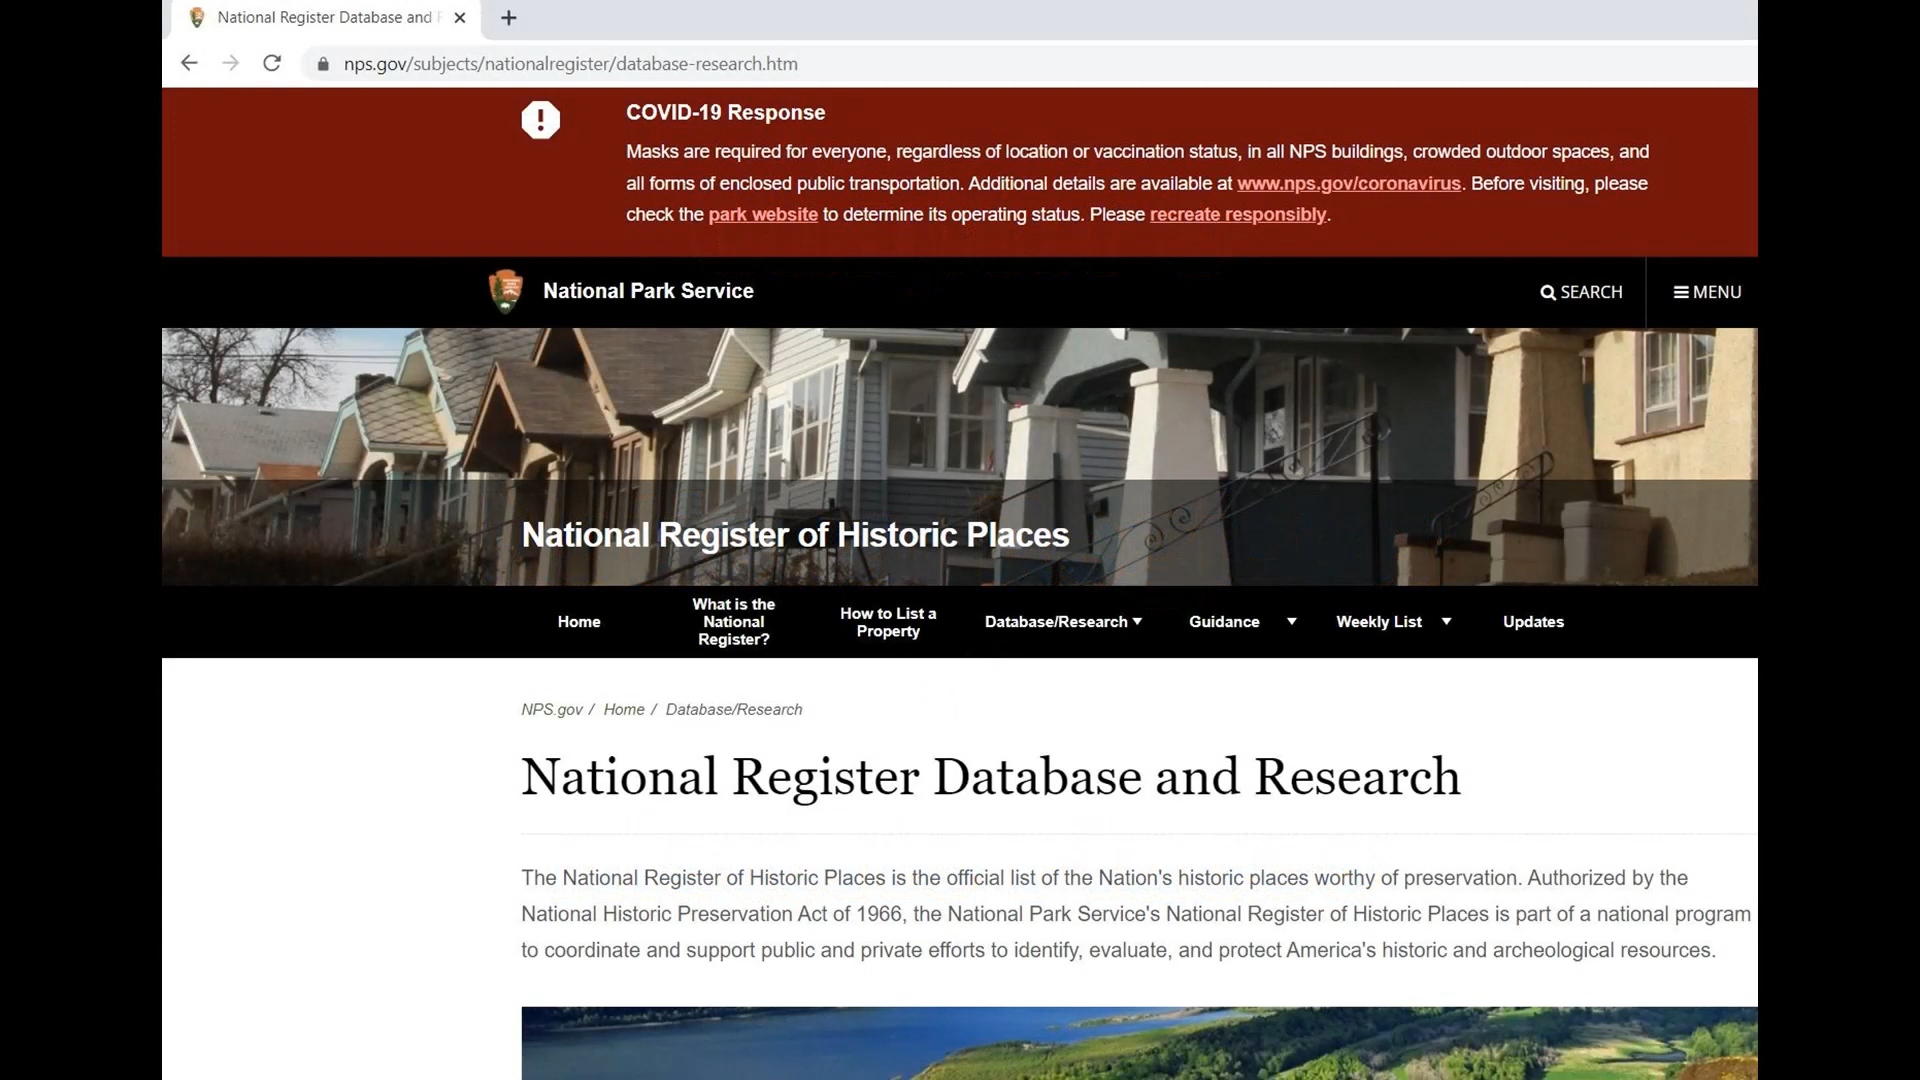 National Register Database and
nps.gov/subjects/nationalregister/database-research.htm
COVID-19 Response
Masks are required for everyone, regardless of location or vaccination status, in all NPS buildings, crowded outdoor spaces, and
all forms of enclosed public transportation. Additional details are available at www.nps.gov/coronavirus. Before visiting, please
check the park website to determine its operating status. Please recreate responsibly.
National Park Service
SEARCH
MENU
National Register of Historic Places
Home
What is the
National
Register?
How to List a
Property
Database/Research
Guidance
Weekly List
Updates
NPS.gov / Home / Database/Research
National Register Database and Research
The National Register of Historic Places is the official list of the Nation's historic places worthy of preservation. Authorized by the
National Historic Preservation Act of 1966, the National Park Service's National Register of Historic Places is part of a national program
to coordinate and support public and private efforts to identify, evaluate, and protect America's historic and archeological resources.